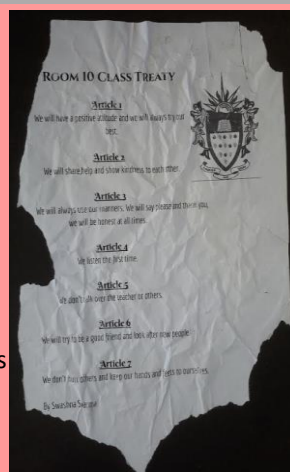 ROOM 10 CLASS TREATY
Article 1
We will have a positive attitude and we will always try our
best.
Article 2
We will share,help and show kindness to each other.
Article 3
We will always use our manners. We will say please and thank you,
we will be honest at all times.
Article 4
We listen the first time.
Article 5
We don't talk over the teacher or others.
Article 6
We will try to be a good friend and look after new people.
Article 7
We don't hurt others and keep our hands and feet to ourselves.
By Swashna
s